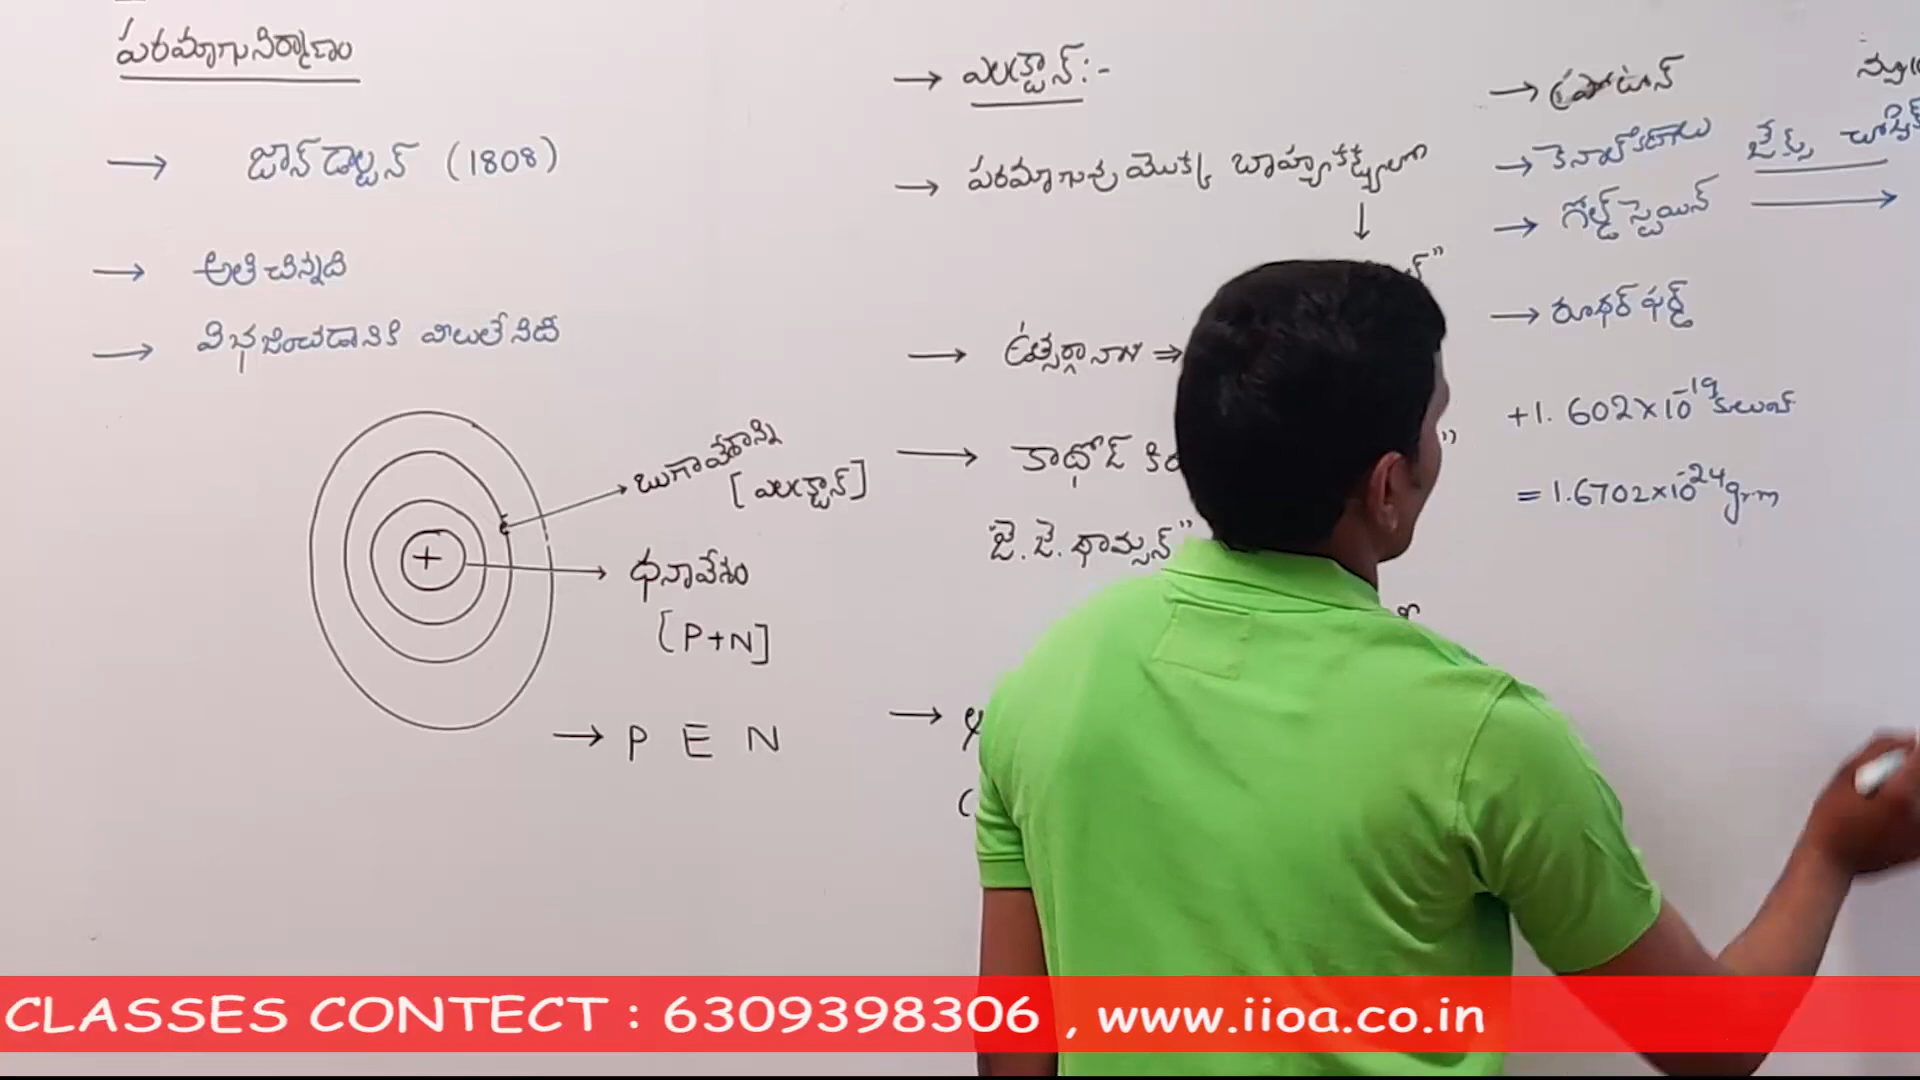 పరమాణు నిర్మాణం
→ జాన్ డాల్టన్ (1808)
→ అతి చిన్నది
→ విభజించడానికి వీలులేనిది
+
→ ఋణావేశాన్ని
[ఎలక్ట్రాన్]
→ ధనావేశం
[P+N]
→ P E N
→ ఎలక్ట్రాన్:-
→ పరమాణువు యొక్క బాహ్యకక్ష్యలో
↓
→ ఉత్సర్గనాళ ⇒
→ కాథోడ్ కిర
జె. జె. థామ్సన్"
→ ప్రోటాన్
→ కెనాల్ కిరణాలు
→ గోల్డ్ స్టెయిన్
→ రూథర్ ఫర్డ్
+1.602×10⁻¹⁹ కులుంబ్
= 1.6702×10⁻²⁴ grm
జేమ్స్ చాడ్విక్
CLASSES CONTECT : 6309398306 , www.iioa.co.in